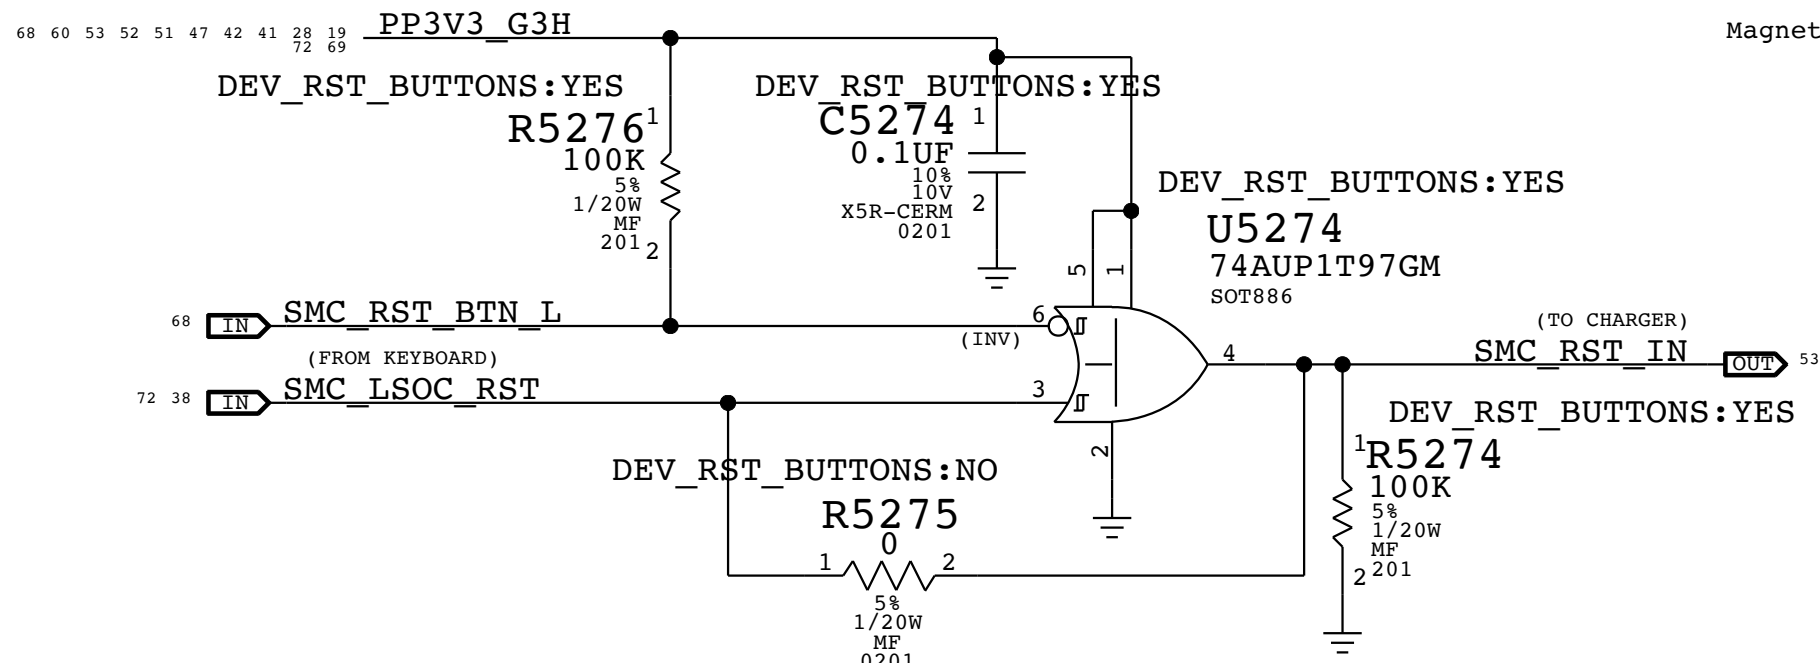 68 60 53 52 51 47 42 41 28 19
72 69
PP3V3_G3H
Magnet
DEV_RST_BUTTONS:YES
R5276
1
100K
5%
1/20W
MF
201
2
DEV_RST_BUTTONS:YES
C5274
1
0.1UF
10%
10V
X5R-CERM
0201
2
DEV_RST_BUTTONS:YES
U5274
74AUP1T97GM
SOT886
5
1
68
IN
SMC_RST_BTN_L
6
(INV)
(FROM KEYBOARD)
72 38
IN
SMC_LSOC_RST
3
4
2
(TO CHARGER)
SMC_RST_IN
OUT
53
DEV_RST_BUTTONS:NO
R5275
0
1
2
5%
1/20W
MF
0201
DEV_RST_BUTTONS:YES
1
R5274
100K
5%
1/20W
MF
201
2